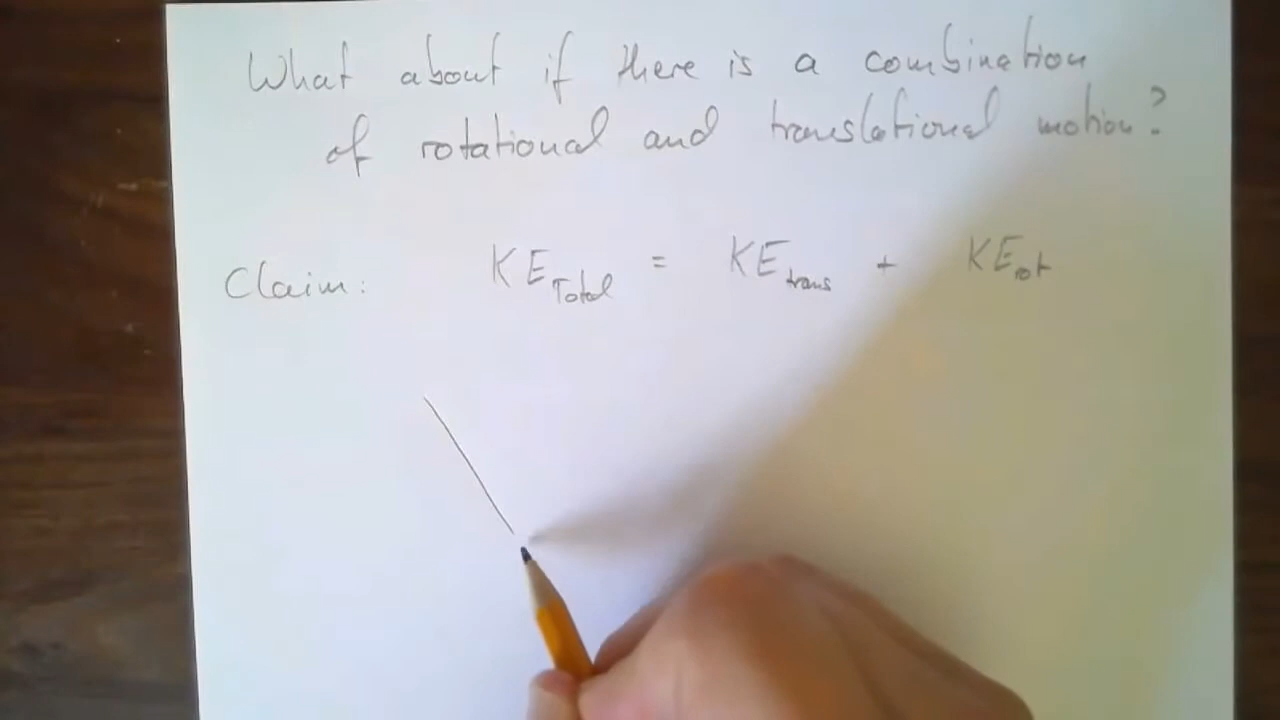 What about if there is a combination
of rotational and translational motion?
Claim: KE Total = KE trans + KE rot